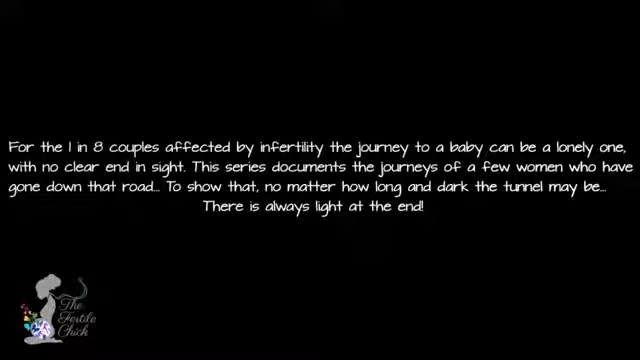 For the 1 in 8 couples affected by infertility the journey to a baby can be a lonely one,
with no clear end in sight. This series documents the journeys of a few women who have
gone down that road... To show that, no matter how long and dark the tunnel may be...
There is always light at the end!
The
Fertile
Chick